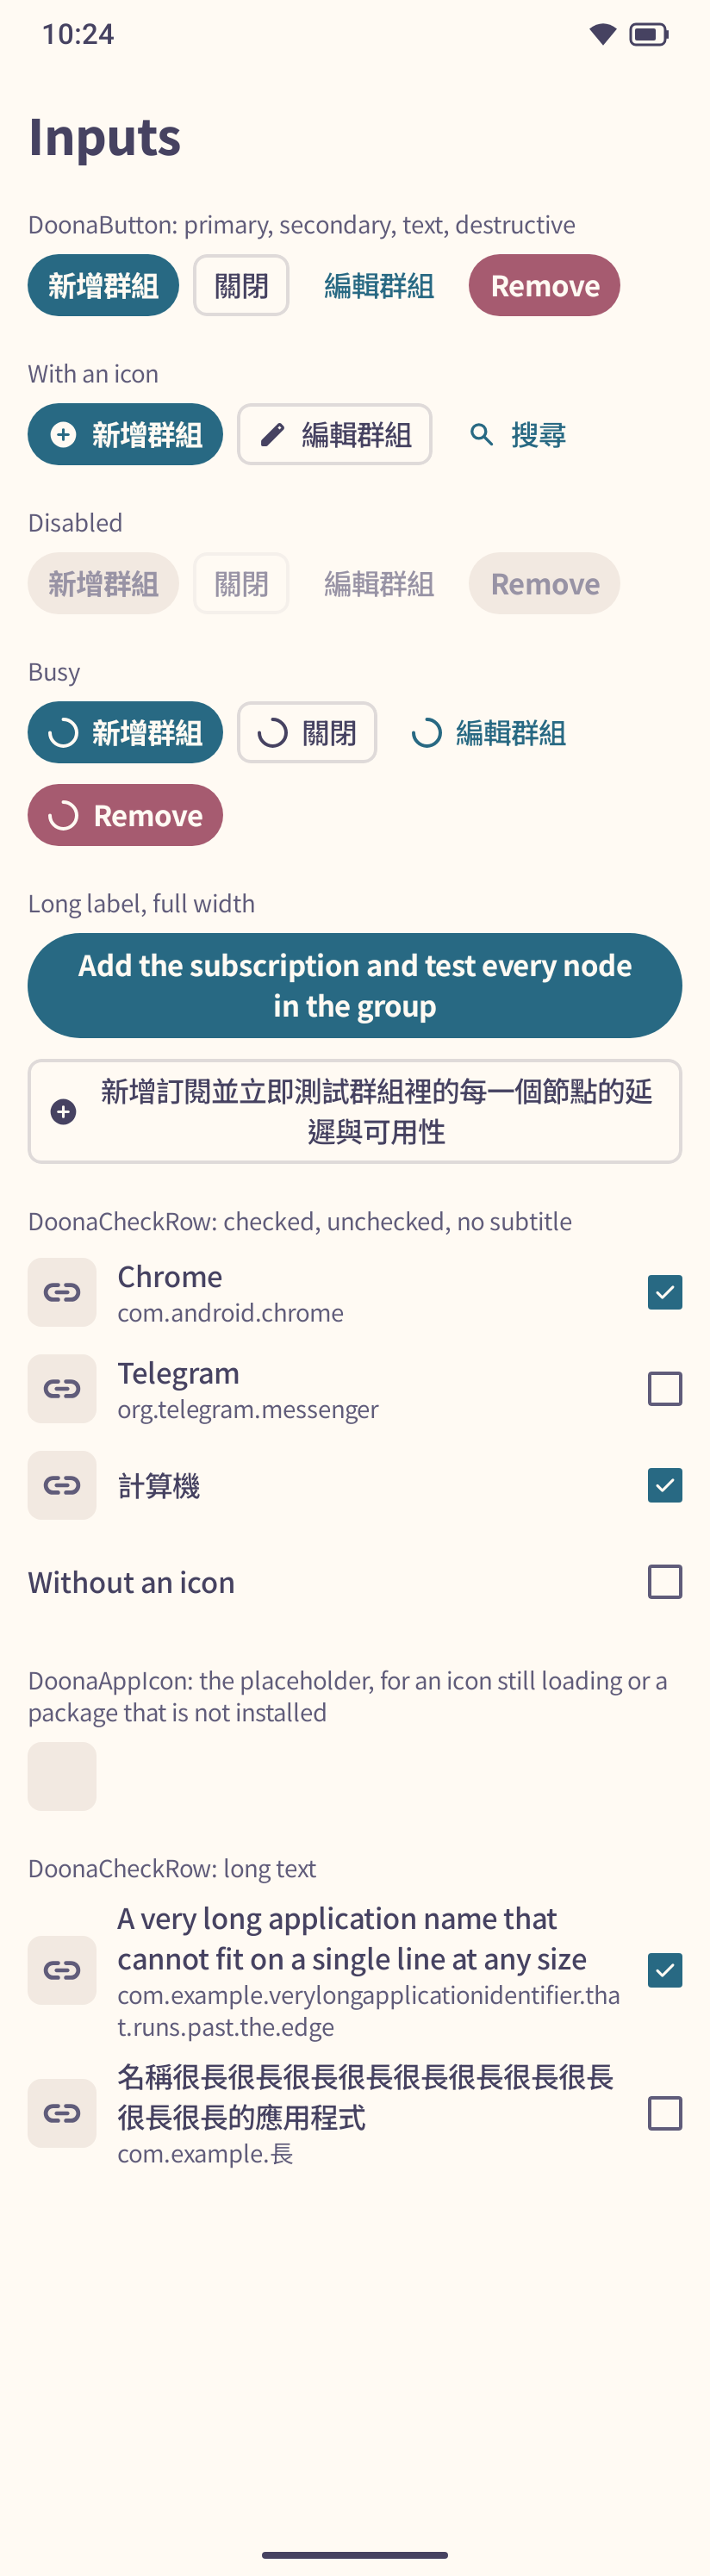 10:24
Inputs
DoonaButton: primary, secondary, text, destructive
新增群組 關閉 編輯群組 Remove
With an icon
新增群組 編輯群組 搜尋
Disabled
新增群組 關閉 編輯群組 Remove
Busy
新增群組 關閉 編輯群組
Remove
Long label, full width
Add the subscription and test every node
in the group
新增訂閱並立即測試群組裡的每一個節點的延
遲與可用性
DoonaCheckRow: checked, unchecked, no subtitle
Chrome
com.android.chrome
Telegram
org.telegram.messenger
計算機
Without an icon
DoonaAppIcon: the placeholder, for an icon still loading or a
package that is not installed
DoonaCheckRow: long text
A very long application name that
cannot fit on a single line at any size
com.example.verylongapplicationidentifier.tha
t.runs.past.the.edge
名稱很長很長很長很長很長很長很長很長
很長很長的應用程式
com.example.長